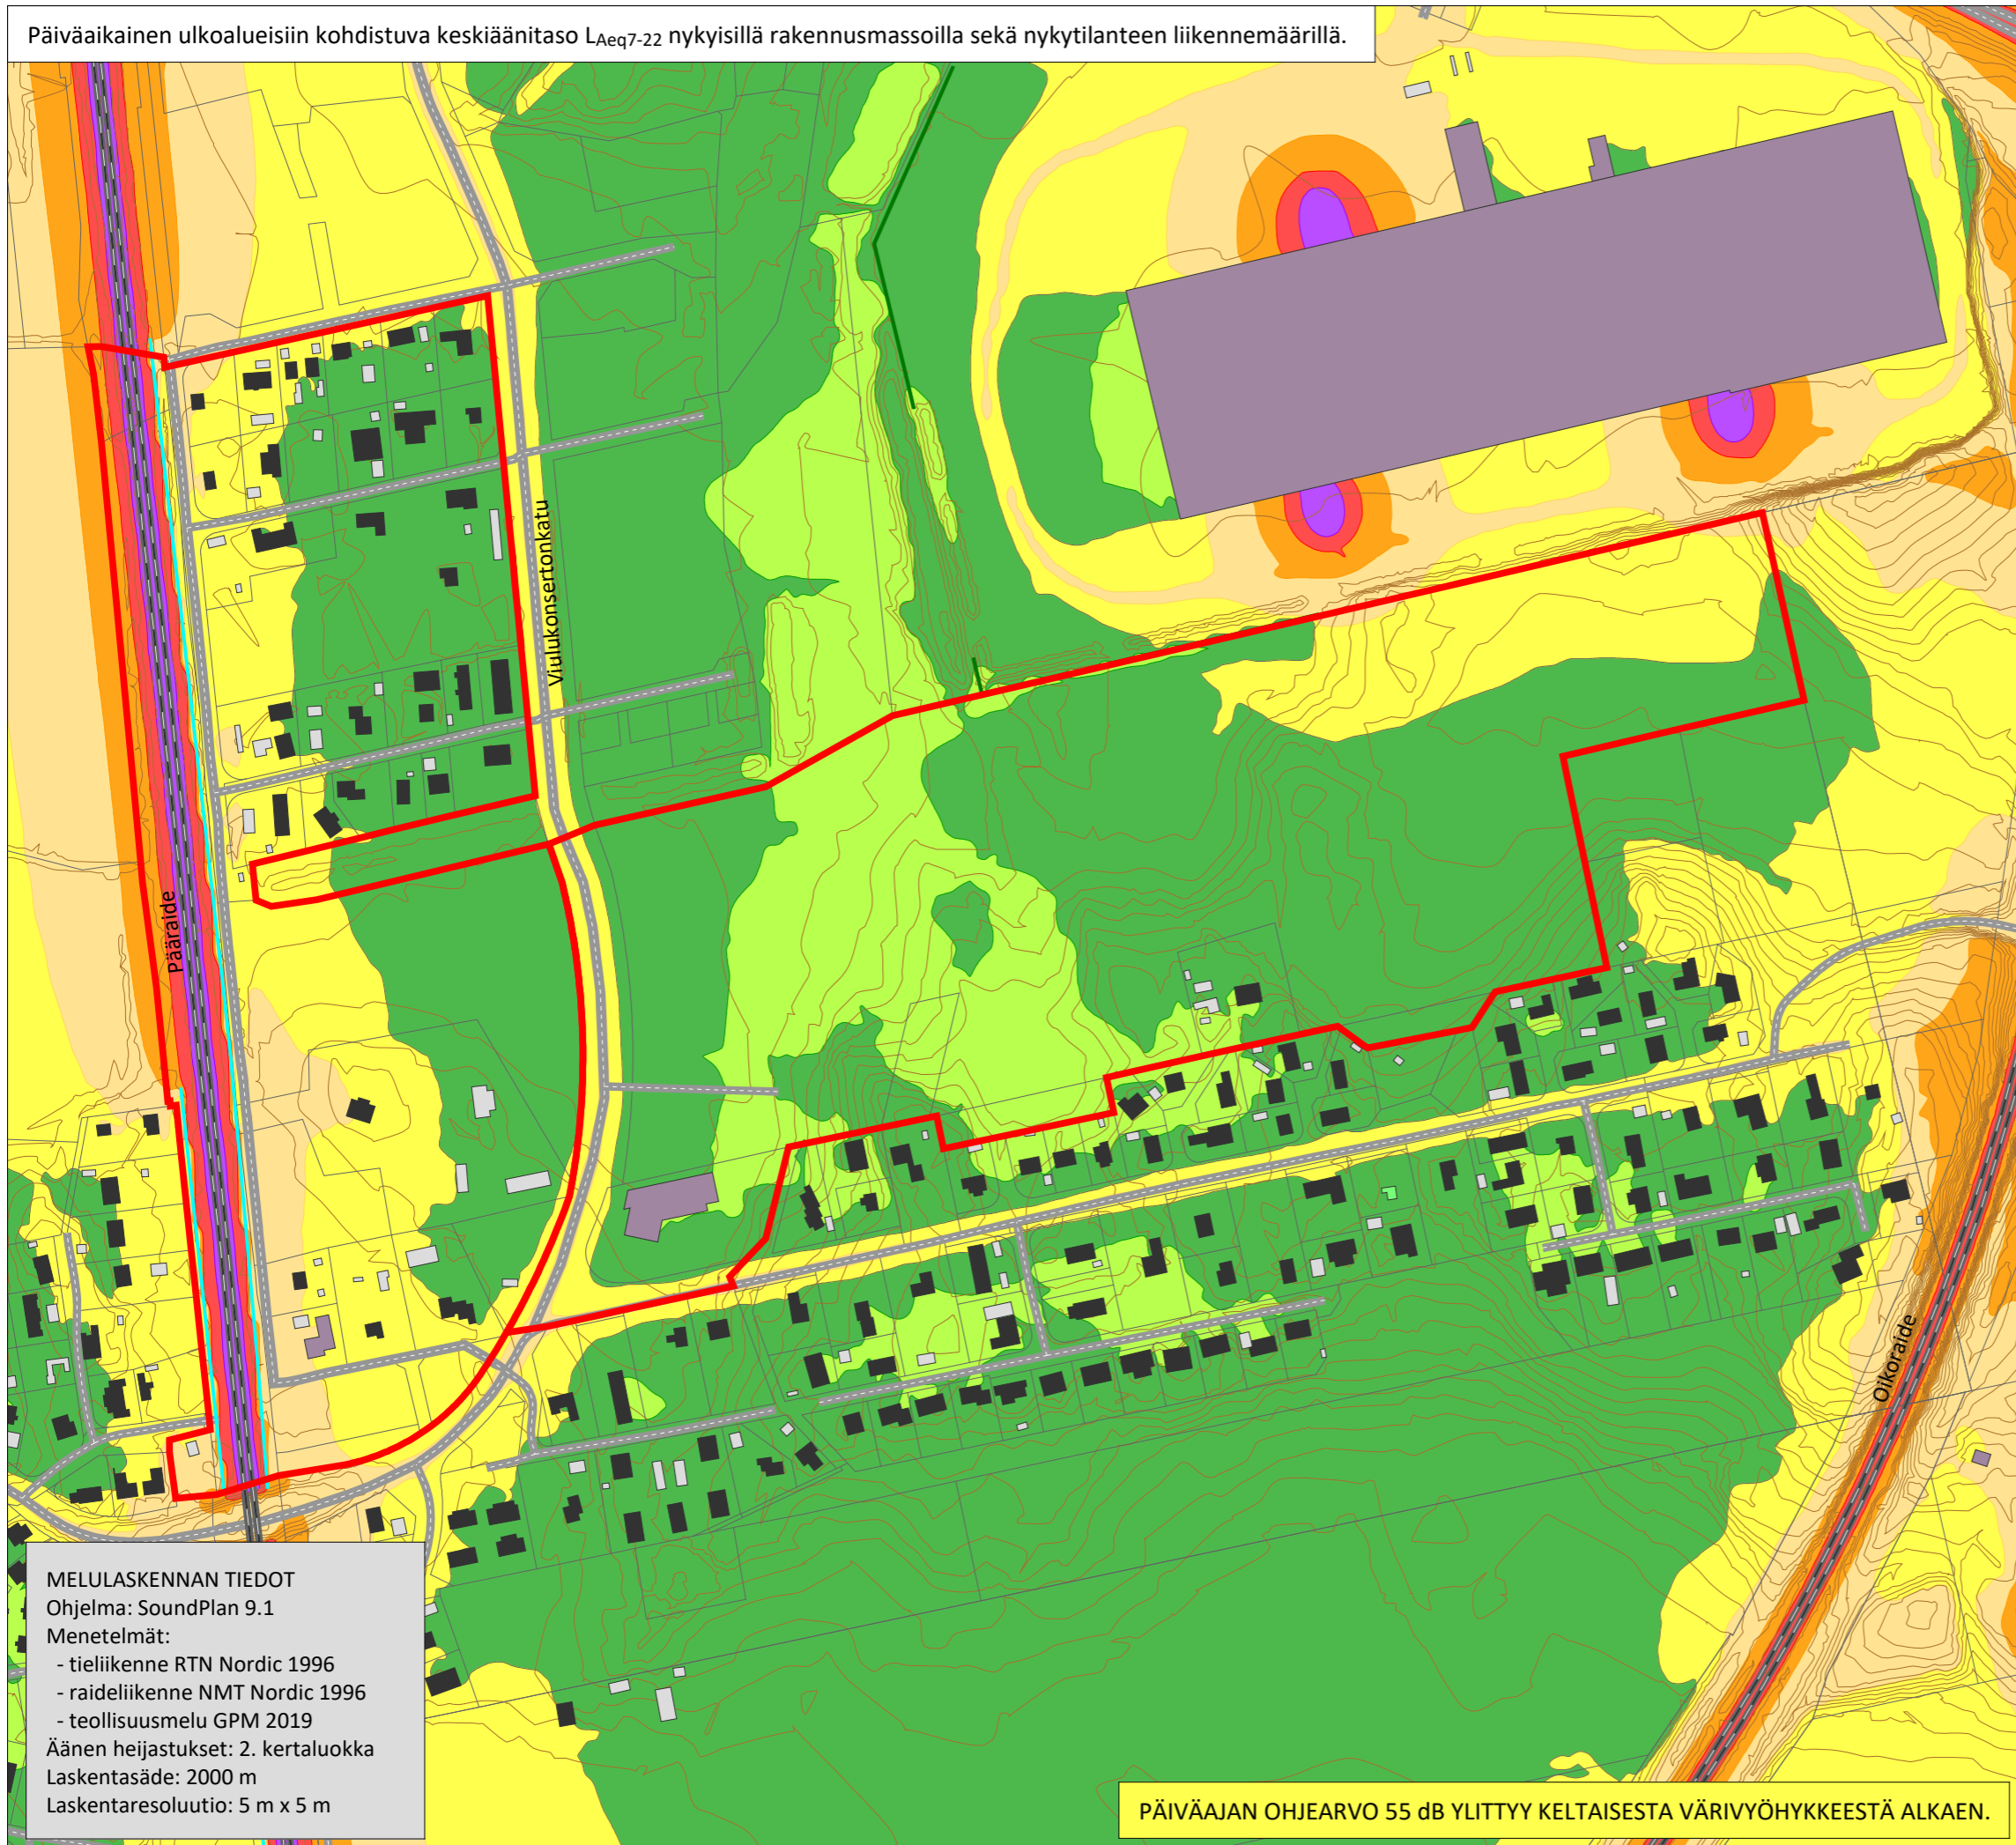 Päiväaikainen ulkoalueisiin kohdistuva keskiäänitaso LAeq7-22 nykyisillä rakennusmassoilla sekä nykytilanteen liikennemäärillä.
Viulukonsertonkatu
Pääraide
Oikoraide
MELULASKENNAN TIEDOT
Ohjelma: SoundPlan 9.1
Menetelmät:
- tieliikenne RTN Nordic 1996
- raideliikenne NMT Nordic 1996
- teollisuusmelu GPM 2019
Äänen heijastukset: 2. kertaluokka
Laskentasäde: 2000 m
Laskentaresoluutio: 5 m x 5 m
PÄIVÄAJAN OHJEARVO 55 dB YLITTYY KELTAISESTA VÄRIVYÖHYKKEESTÄ ALKAEN.